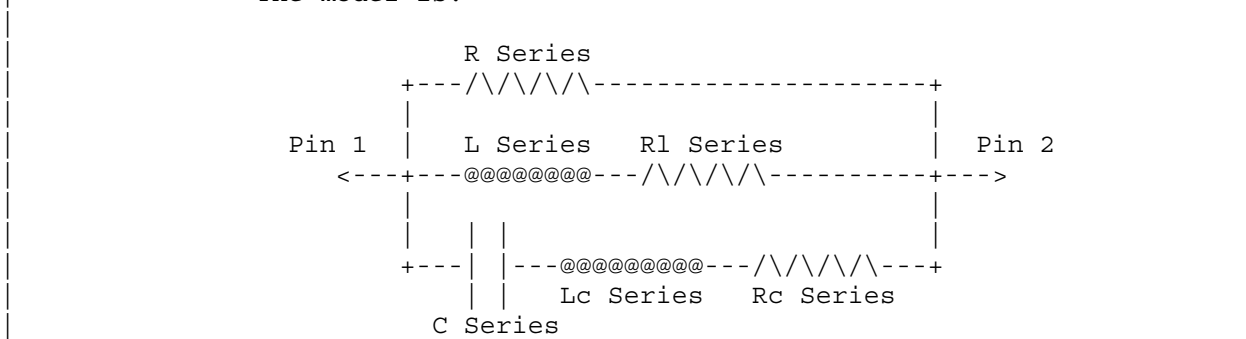 The model is:
R Series
Pin 1 L Series Rl Series Pin 2
Lc Series Rc Series
C Series